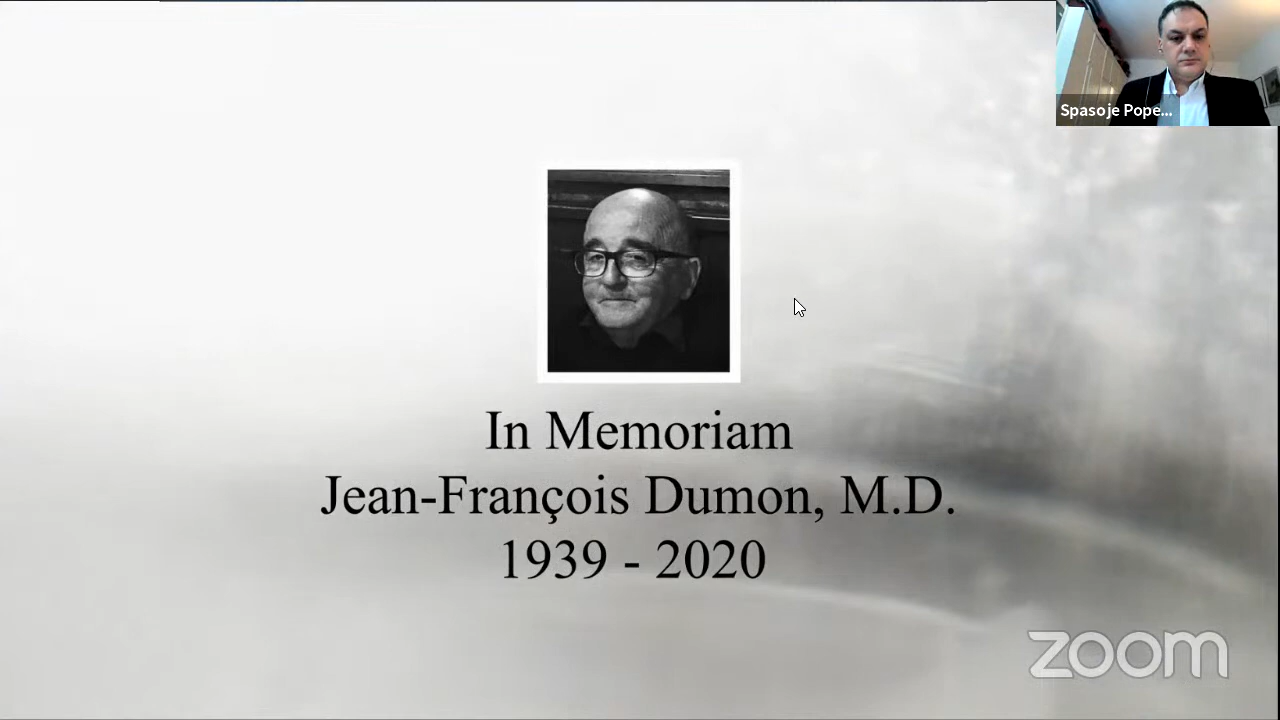 Spasoje Pope...
In Memoriam
Jean-François Dumon, M.D.
1939 - 2020
zoom